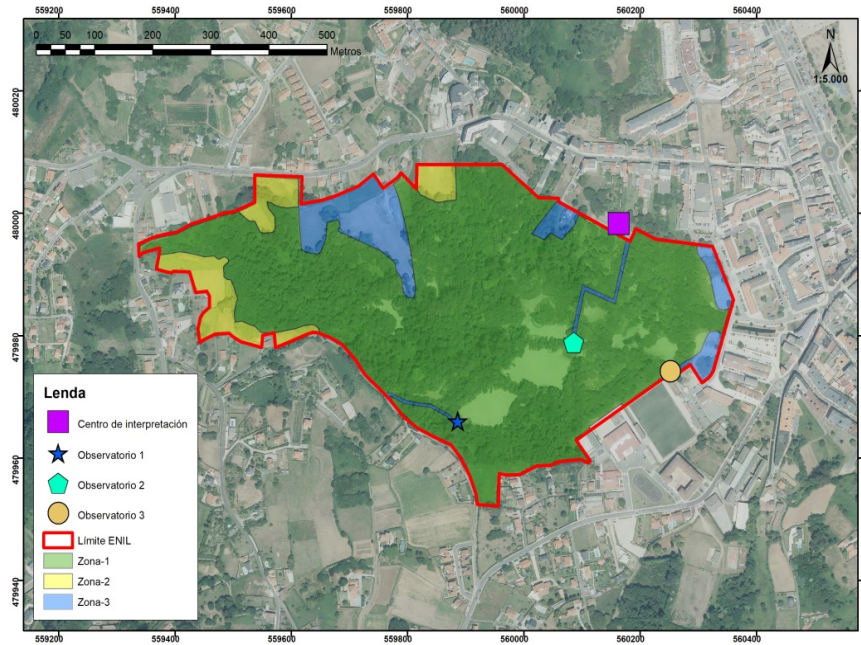 559200 559400 559600 559800 560000 560200 560400
0 50 100 200 300 400 500
Metros
N
1:5.000
480020
480000
479980
479960
479940
Lenda
Centro de interpretación
Observatorio 1
Observatorio 2
Observatorio 3
Límite ENIL
Zona-1
Zona-2
Zona-3
559200 559400 559600 559800 560000 560200 560400